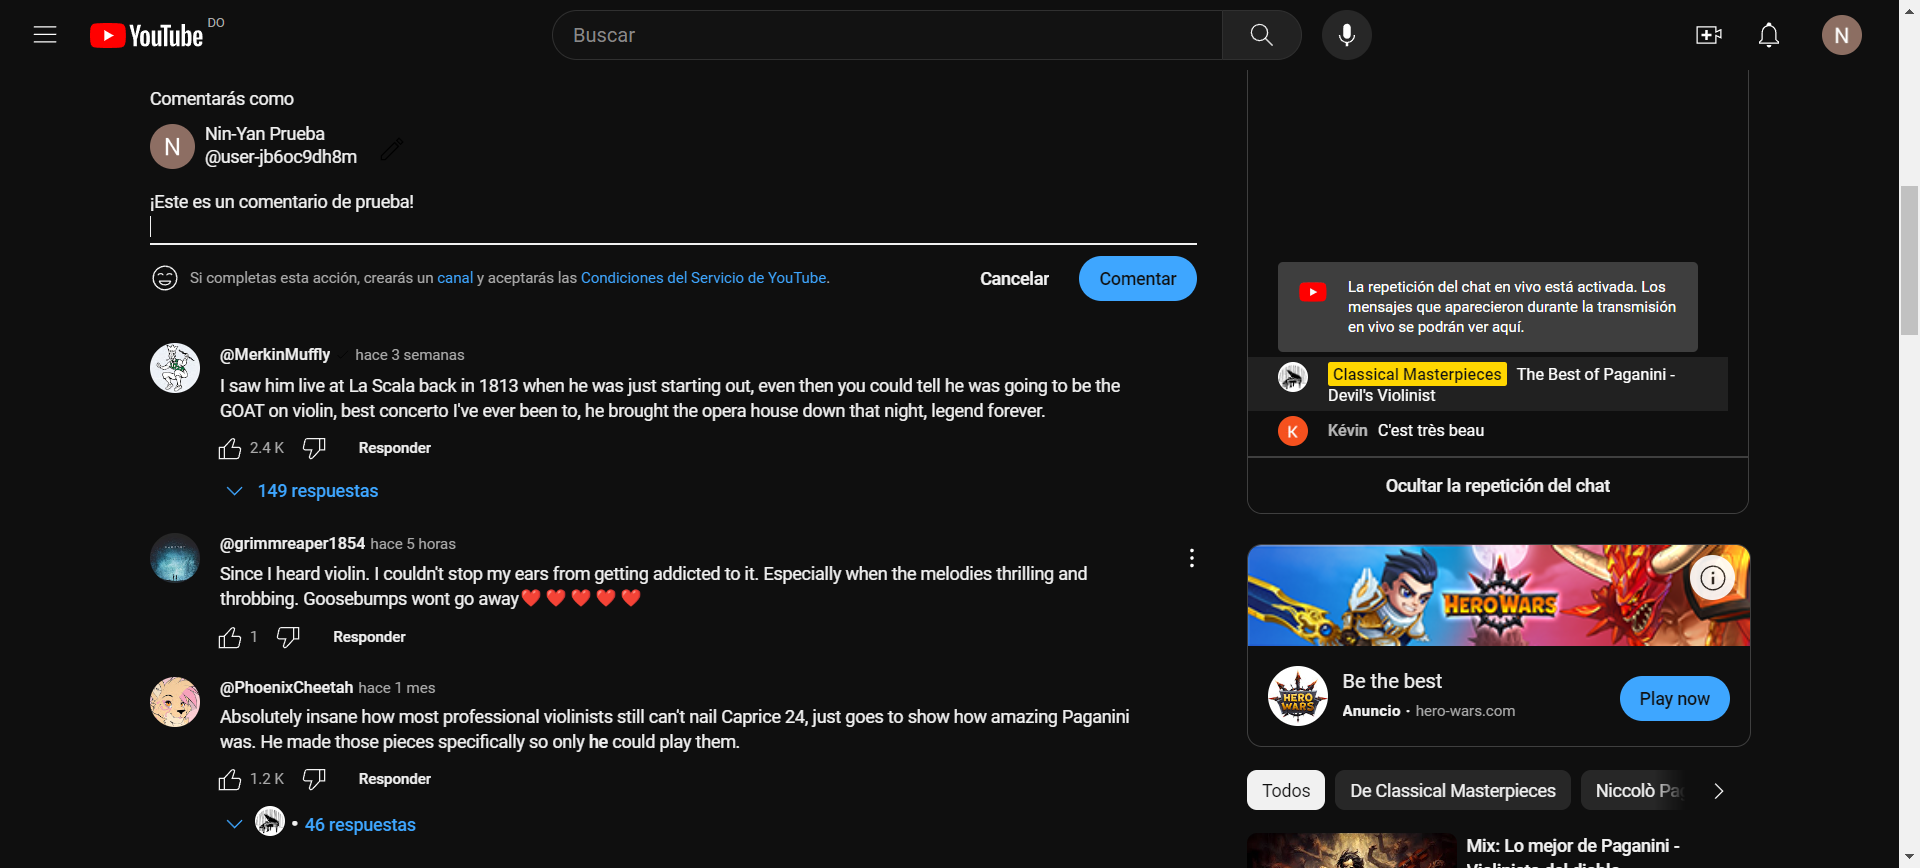 YouTube DO
Buscar
N
Comentarás como
N
Nin-Yan Prueba
@user-jb6oc9dh8m
¡Este es un comentario de prueba!
Si completas esta acción, crearás un canal y aceptarás las Condiciones del Servicio de YouTube.
Cancelar
Comentar
@MerkinMuffly hace 3 semanas
I saw him live at La Scala back in 1813 when he was just starting out, even then you could tell he was going to be the
GOAT on violin, best concerto I've ever been to, he brought the opera house down that night, legend forever.
2.4 K
Responder
149 respuestas
@grimmreaper1854 hace 5 horas
Since I heard violin. I couldn't stop my ears from getting addicted to it. Especially when the melodies thrilling and
throbbing. Goosebumps wont go away❤️❤️❤️❤️❤️
1
Responder
@PhoenixCheetah hace 1 mes
Absolutely insane how most professional violinists still can't nail Caprice 24, just goes to show how amazing Paganini
was. He made those pieces specifically so only he could play them.
1.2 K
Responder
• 46 respuestas
La repetición del chat en vivo está activada. Los
mensajes que aparecieron durante la transmisión
en vivo se podrán ver aquí.
Classical Masterpieces The Best of Paganini -
Devil's Violinist
K
Kévin C'est très beau
Ocultar la repetición del chat
HERO WARS
HERO
WARS
Be the best
Anuncio · hero-wars.com
Play now
Todos
De Classical Masterpieces
Niccolò Pag
Mix: Lo mejor de Paganini -
Violinista del diablo